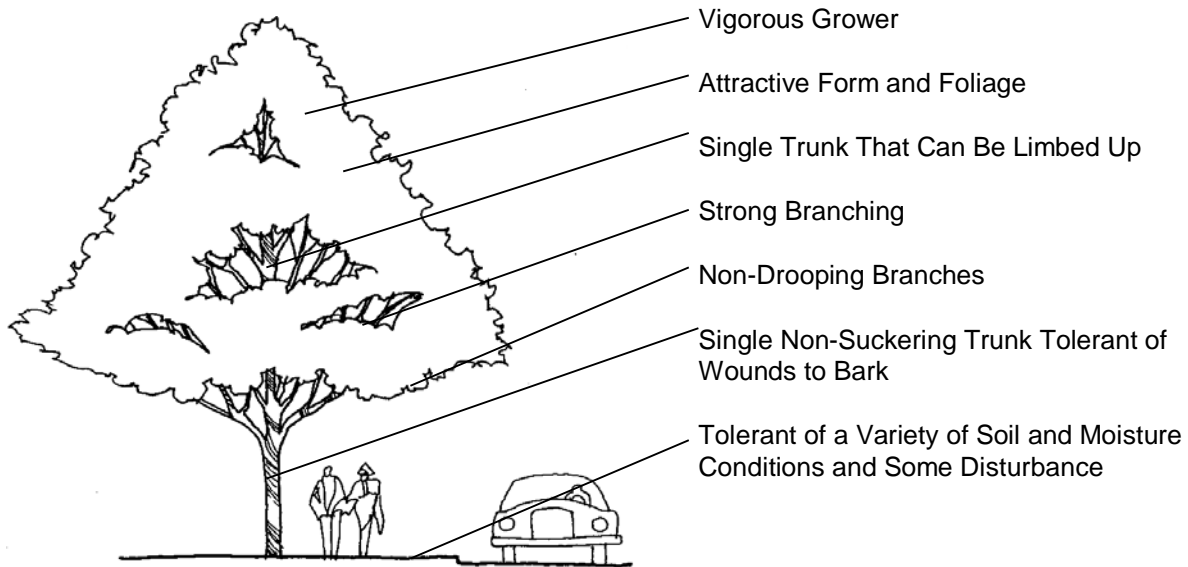 Vigorous Grower
Attractive Form and Foliage
Single Trunk That Can Be Limbed Up
Strong Branching
Non-Drooping Branches
Single Non-Suckering Trunk Tolerant of
Wounds to Bark
Tolerant of a Variety of Soil and Moisture
Conditions and Some Disturbance